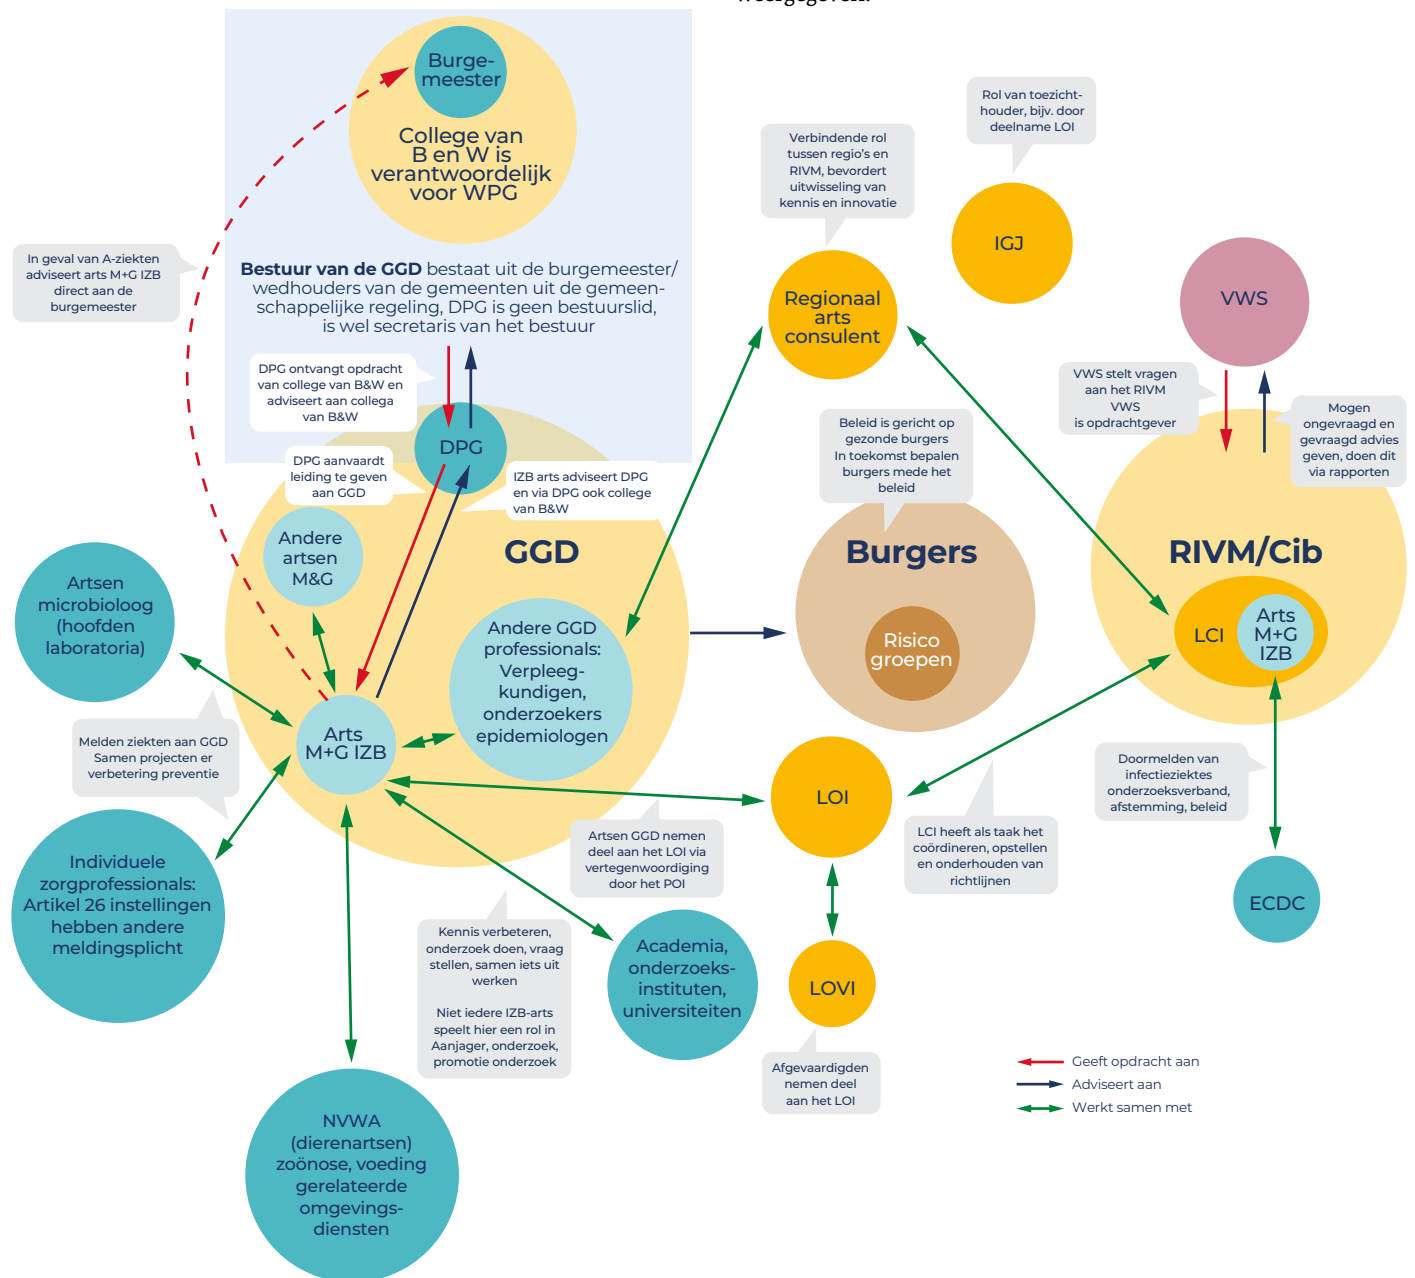 weergegeven.
Burge-
meester
College van
B en W is
verantwoordelijk
voor WPG
Bestuur van de GGD bestaat uit de burgemeester/
wedhouders van de gemeenten uit de gemeen-
schappelijke regeling, DPG is geen bestuurslid,
is wel secretaris van het bestuur
In geval van A-ziekten
adviseert arts M+G IZB
direct aan de
burgemeester
DPG ontvangt opdracht
van college van B&W en
adviseert aan collega
van B&W
DPG
DPG aanvaardt
leiding te geven
aan GGD
IZB arts adviseert DPG
en via DPG ook college
van B&W
GGD
Andere
artsen
M&G
Andere GGD
professionals:
Verpleeg-
kundigen,
onderzoekers
epidemiologen
Arts
M+G IZB
Artsen
microbioloog
(hoofden
laboratoria)
Melden ziekten aan GGD
Samen projecten er
verbetering preventie
Individuele
zorgprofessionals:
Artikel 26 instellingen
hebben andere
meldingsplicht
NVWA
(dierenartsen)
zoönose, voeding
gerelateerde
omgevings-
diensten
Kennis verbeteren,
onderzoek doen, vraag
stellen, samen iets uit
werken
Niet iedere IZB-arts
speelt hier een rol in
Aanjager, onderzoek,
promotie onderzoek
Artsen GGD nemen
deel aan het LOI via
vertegenwoordiging
door het POI
Academia,
onderzoeks-
instituten,
universiteiten
Verbindende rol
tussen regio's en
RIVM, bevordert
uitwisseling van
kennis en innovatie
Regionaal
arts
consulent
Rol van toezicht-
houder, bijv. door
deelname LOI
IGJ
VWS
VWS stelt vragen
aan het RIVM
VWS
is opdrachtgever
Mogen
ongevraagd en
gevraagd advies
geven, doen dit
via rapporten
Beleid is gericht op
gezonde burgers
In toekomst bepalen
burgers mede het
beleid
Burgers
Risico
groepen
RIVM/Cib
LCI
Arts
M+G
IZB
LOI
LCI heeft als taak het
coördineren, opstellen
en onderhouden van
richtlijnen
Doormelden van
infectieziektes
onderzoeksverband,
afstemming, beleid
ECDC
LOVI
Afgevaardigden
nemen deel
aan het LOI
Geeft opdracht aan
Adviseert aan
Werkt samen met